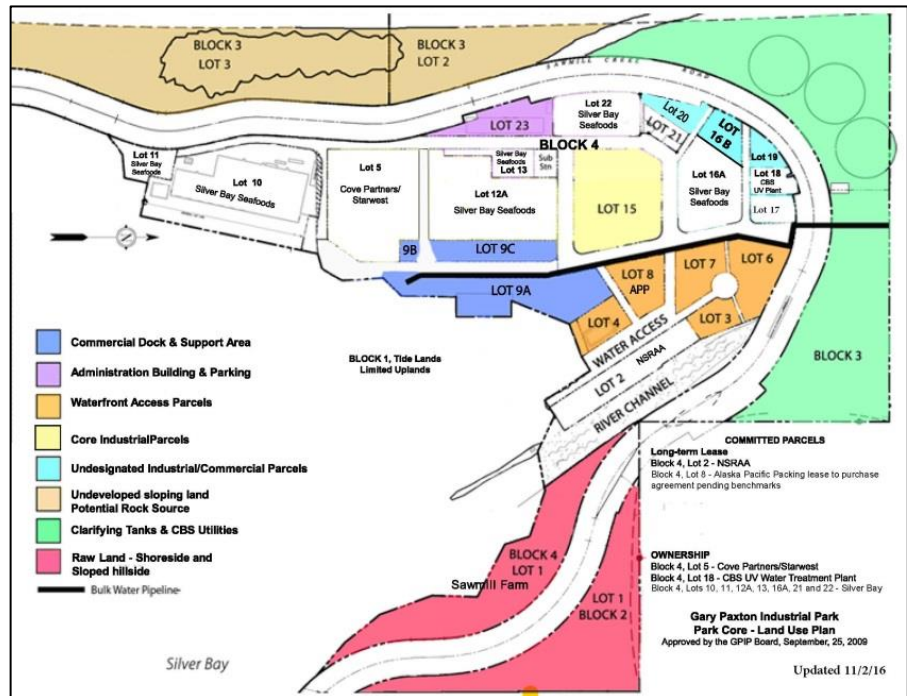 BLOCK 3
LOT 3
BLOCK 3
LOT 2
SAWMILL CREEK ROAD
LOT 23
Lot 22
Silver Bay
Seafoods
Lot 20
LOT 21
LOT
16 B
Lot 19
Lot 18
CBS
UV Plant
Lot 17
BLOCK 4
Lot 11
Silver Bay
Seafoods
Lot 10
Silver Bay Seafoods
Lot 5
Cove Partners/
Starwest
Silver Bay
Seafoods
Lot 13
Sub
Stn
Lot 12A
Silver Bay Seafoods
LOT 15
Lot 16A
Silver Bay
Seafoods
9B
LOT 9C
LOT 9A
LOT 8
APP
LOT 7
LOT 6
LOT 4
LOT 3
WATER ACCESS
NSRAA
LOT 2
RIVER CHANNEL
BLOCK 3
BLOCK 1, Tide Lands
Limited Uplands
Commercial Dock & Support Area
Administration Building & Parking
Waterfront Access Parcels
Core IndustrialParcels
Undesignated Industrial/Commercial Parcels
Undeveloped sloping land
Potential Rock Source
Clarifying Tanks & CBS Utilities
Raw Land - Shoreside and
Sloped hillside
Bulk Water Pipeline
BLOCK 4
LOT 1
Sawmill Farm
LOT 1
BLOCK 2
Silver Bay
COMMITTED PARCELS
Long-term Lease
Block 4, Lot 2 - NSRAA
Block 4, Lot 8 - Alaska Pacific Packing lease to purchase
agreement pending benchmarks
OWNERSHIP
Block 4, Lot 5 - Cove Partners/Starwest
Block 4, Lot 18 - CBS UV Water Treatment Plant
Block 4, Lots 10, 11, 12A, 13, 16A, 21 and 22 - Silver Bay
Gary Paxton Industrial Park
Park Core - Land Use Plan
Approved by the GPIP Board, September, 25, 2009
Updated 11/2/16